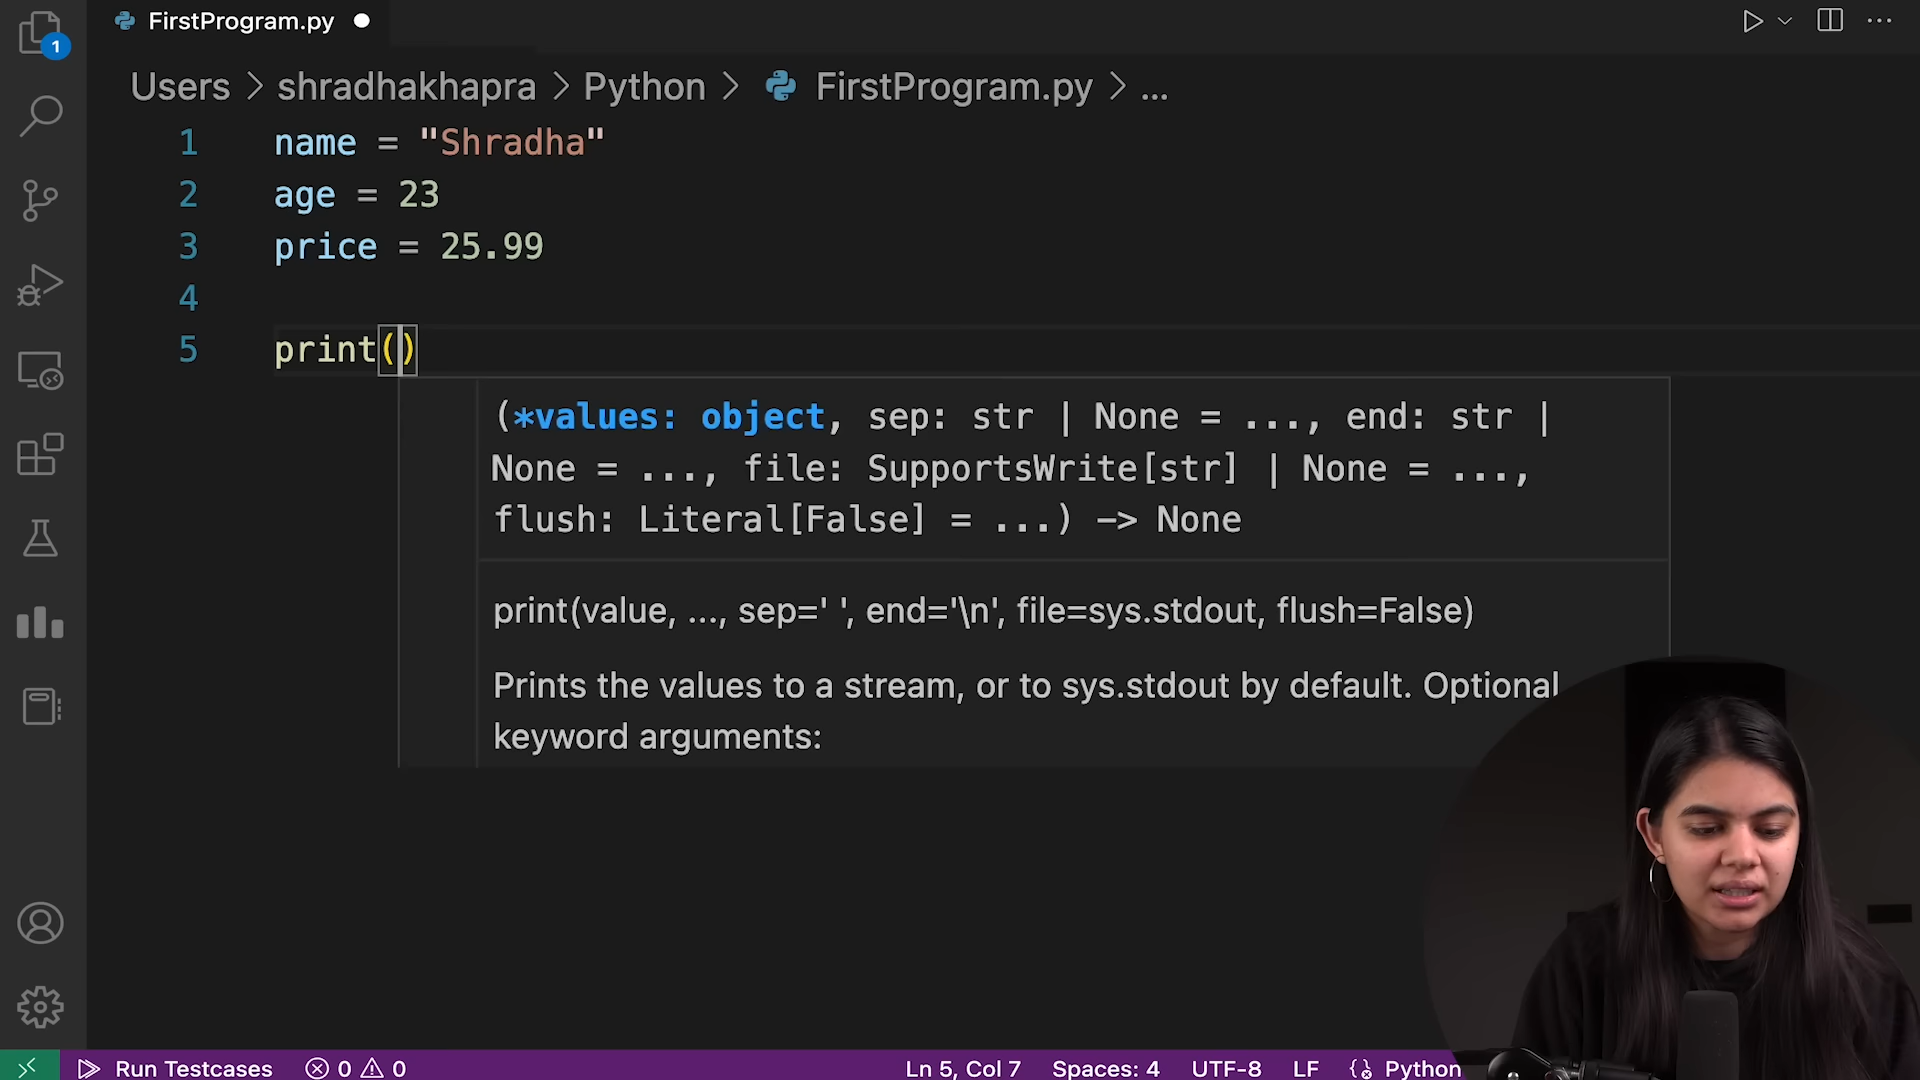 1
FirstProgram.py
Users > shradhakhapra > Python > FirstProgram.py > ...
1 name = "Shradha"
2 age = 23
3 price = 25.99
4
5 print()
(*values: object, sep: str | None = ..., end: str |
None = ..., file: SupportsWrite[str] | None = ...,
flush: Literal[False] = ...) -> None
print(value, ..., sep=' ', end='\n', file=sys.stdout, flush=False)
Prints the values to a stream, or to sys.stdout by default. Optional
keyword arguments:
Run Testcases 0 0 Ln 5, Col 7 Spaces: 4 UTF-8 LF Python